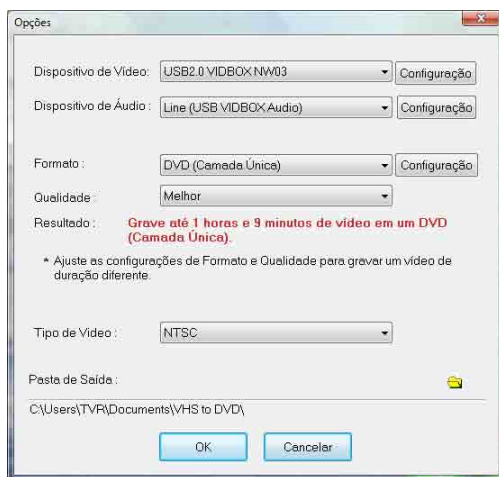 Opções
Dispositivo de Vídeo: USB2.0 VIDBOX NW03 Configuração
Dispositivo de Áudio : Line (USB VIDBOX Audio) Configuração
Formato : DVD (Camada Única) Configuração
Qualidade : Melhor
Resultado : Grave até 1 horas e 9 minutos de vídeo em um DVD
(Camada Única).
* Ajuste as configurações de Formato e Qualidade para gravar um vídeo de
duração diferente.
Tipo de Video : NTSC
Pasta de Saída :
C:\Users\TVR\Documents\VHS to DVD\
OK Cancelar